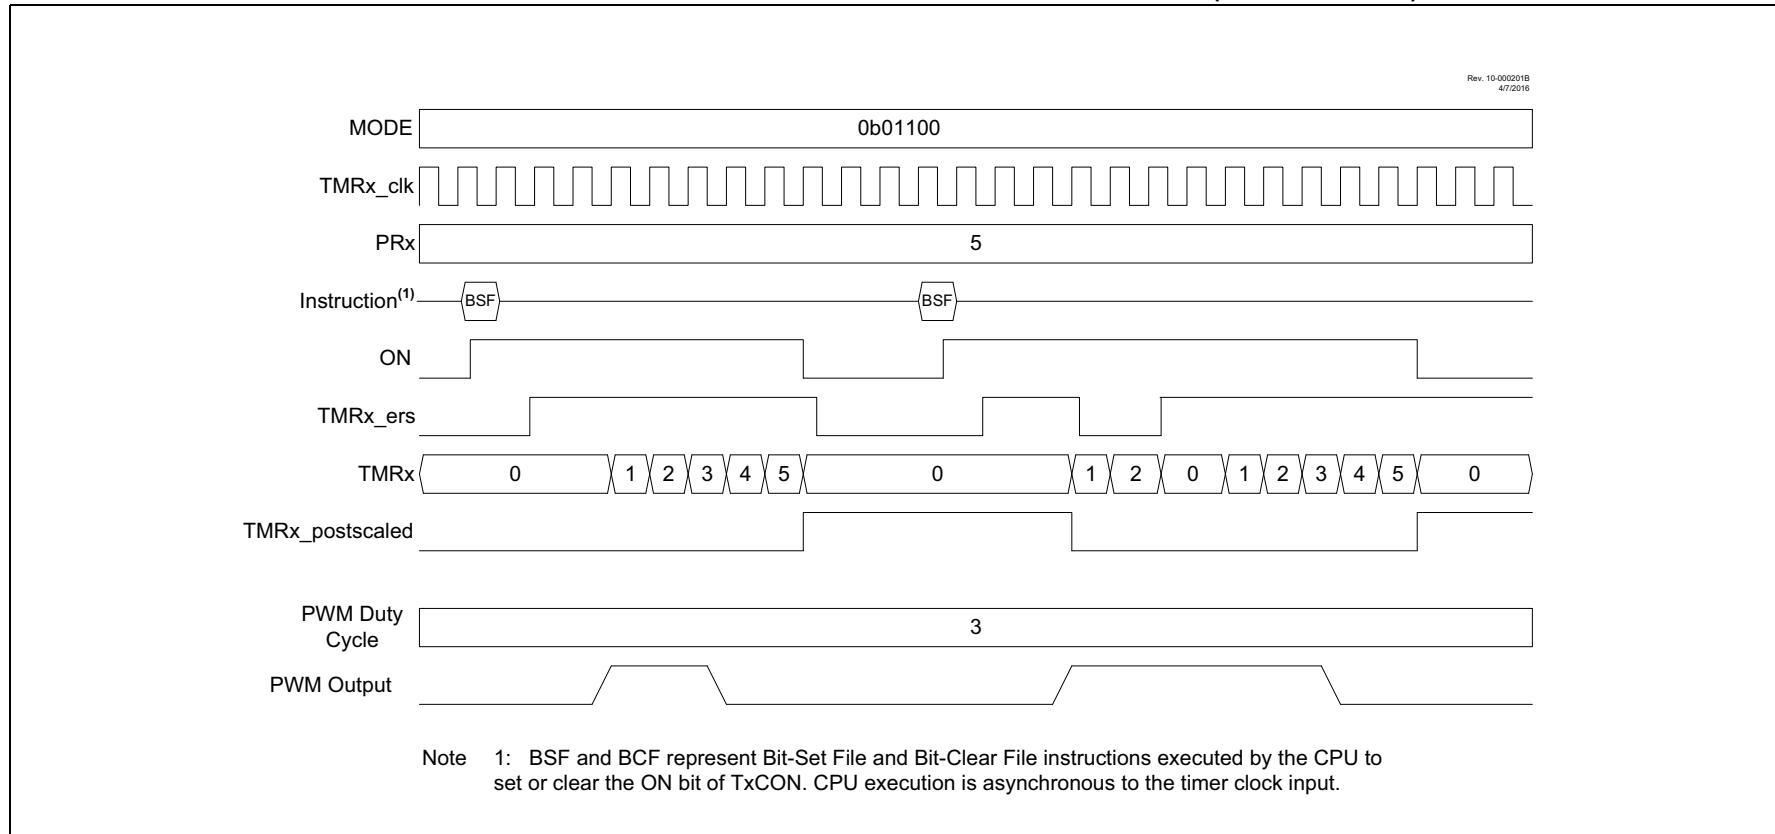 Rev. 10-000201B
4/7/2016
MODE 0b01100
TMRx_clk
PRx 5
Instruction(1) BSF BSF
ON
TMRx_ers
TMRx 0 1 2 3 4 5 0 1 2 0 1 2 3 4 5 0
TMRx_postscaled
PWM Duty
Cycle 3
PWM Output
Note 1: BSF and BCF represent Bit-Set File and Bit-Clear File instructions executed by the CPU to
set or clear the ON bit of TxCON. CPU execution is asynchronous to the timer clock input.